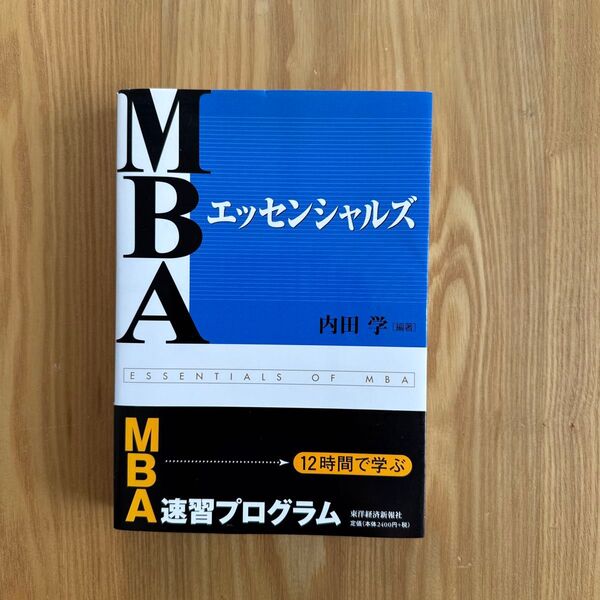 MBA
エッセンシャルズ
内田 学[編著]
ESSENTIALS OF MBA
MBA
12時間で学ぶ
速習プログラム
東洋経済新報社
定価(本体2400円+税)